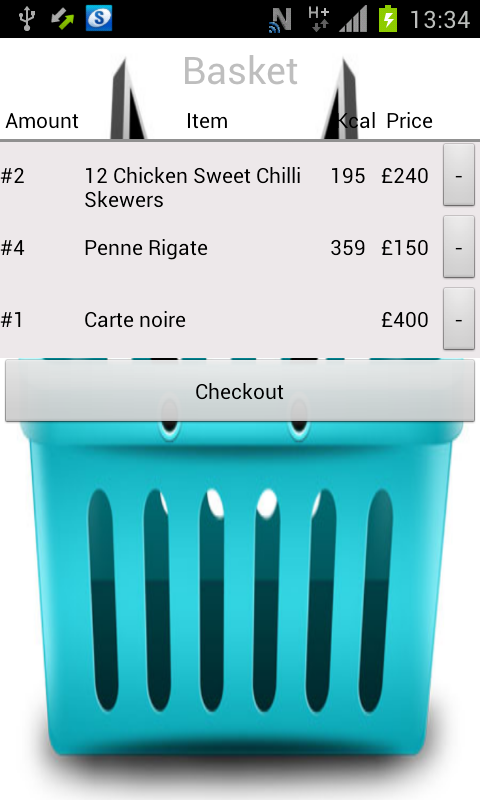 H+ 13:34
Basket
Amount Item Kcal Price
#2 12 Chicken Sweet Chilli Skewers 195 £240 -
#4 Penne Rigate 359 £150 -
#1 Carte noire £400 -
Checkout